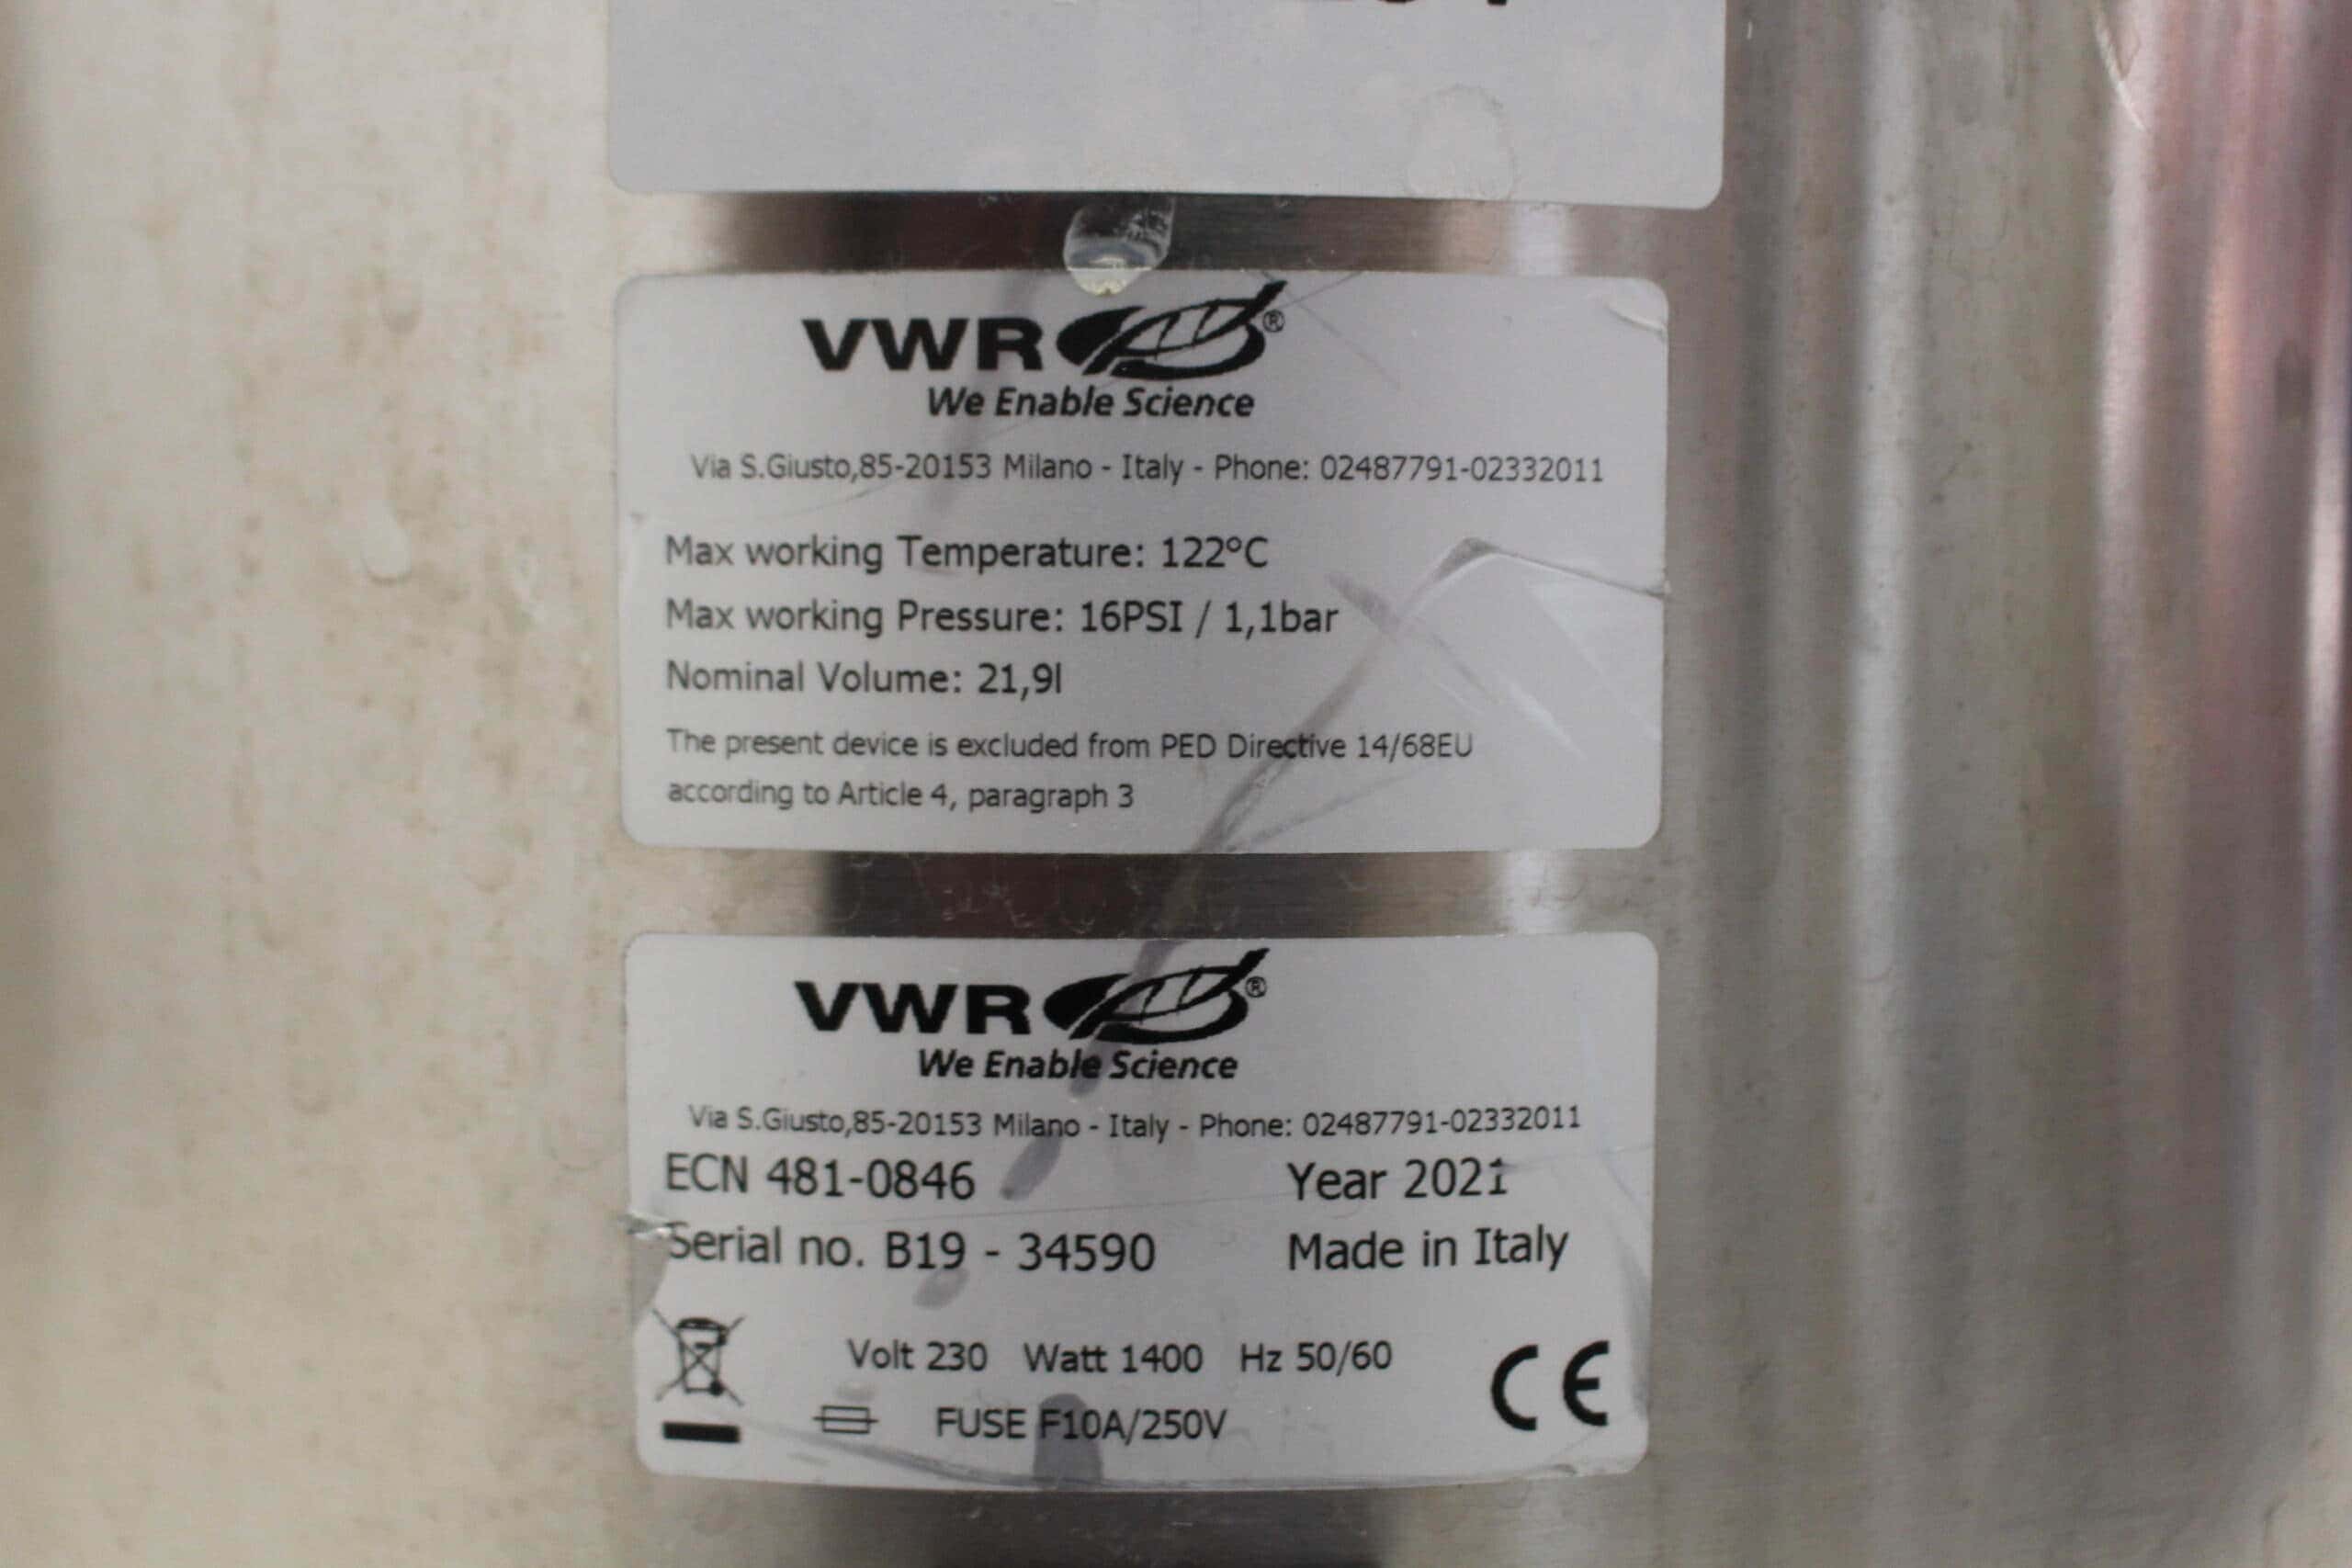 VWR®
We Enable Science
Via S.Giusto,85-20153 Milano - Italy - Phone: 02487791-02332011
Max working Temperature: 122°C
Max working Pressure: 16PSI / 1,1bar
Nominal Volume: 21,9l
The present device is excluded from PED Directive 14/68EU
according to Article 4, paragraph 3
VWR®
We Enable Science
Via S.Giusto,85-20153 Milano - Italy - Phone: 02487791-02332011
ECN 481-0846 Year 2021
Serial no. B19 - 34590 Made in Italy
Volt 230 Watt 1400 Hz 50/60
FUSE F10A/250V
CE